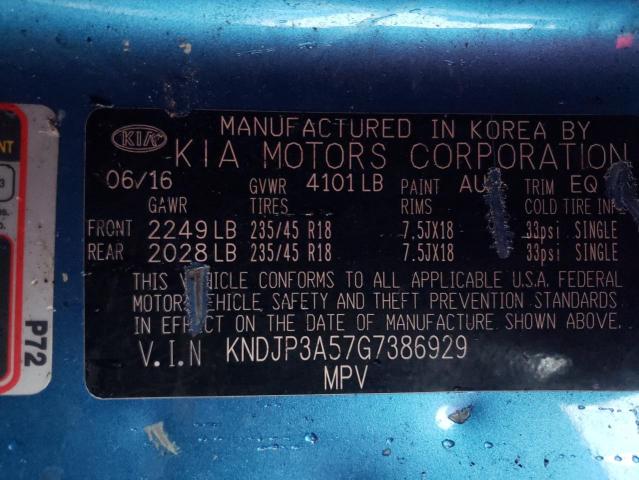 MANUFACTURED IN KOREA BY
KIA KIA MOTORS CORPORATION
06/16 GVWR 4101 LB PAINT TRIM EQ
GAWR TIRES RIMS COLD TIRE
FRONT 2249 LB 235/45 R18 7.5JX18 33psi SINGLE
REAR 2028 LB 235/45 R18 7.5JX18 33psi SINGLE
THIS VEHICLE CONFORMS TO ALL APPLICABLE U.S.A. FEDERAL
MOTOR VEHICLE SAFETY AND THEFT PREVENTION STANDARDS
IN EFFECT ON THE DATE OF MANUFACTURE SHOWN ABOVE.
V.I.N KNDJP3A57G7386929
MPV
P72